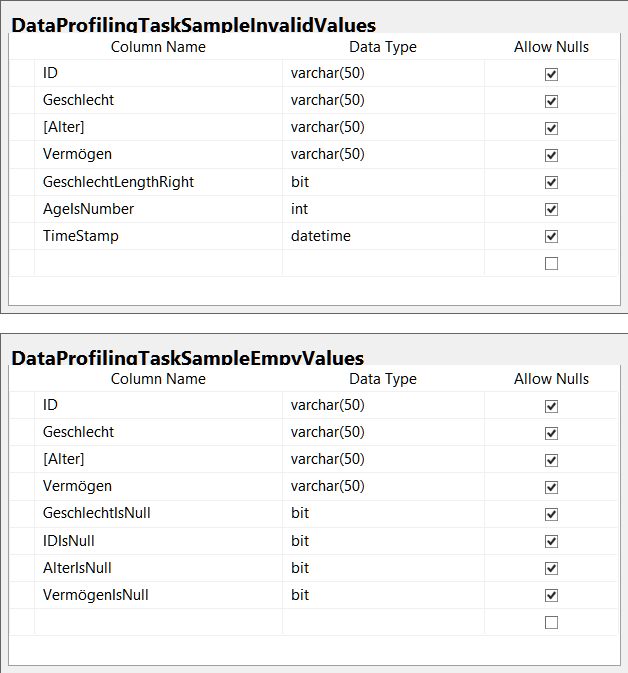 DataProfilingTaskSampleInvalidValues
Column Name Data Type Allow Nulls
ID varchar(50)
Geschlecht varchar(50)
[Alter] varchar(50)
Vermögen varchar(50)
GeschlechtLengthRight bit
AgeIsNumber int
TimeStamp datetime
DataProfilingTaskSampleEmpyValues
Column Name Data Type Allow Nulls
ID varchar(50)
Geschlecht varchar(50)
[Alter] varchar(50)
Vermögen varchar(50)
GeschlechtIsNull bit
IDIsNull bit
AlterIsNull bit
VermögenIsNull bit